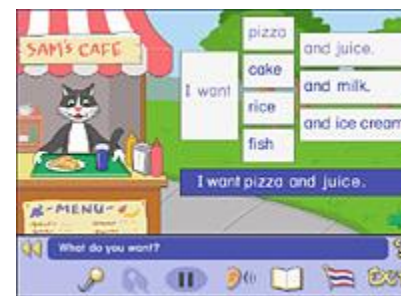 SAM'S CAFE
I want
pizza
cake
rice
fish
and juice.
and milk.
and ice cream
I want pizza and juice.
MENU
What do you want?